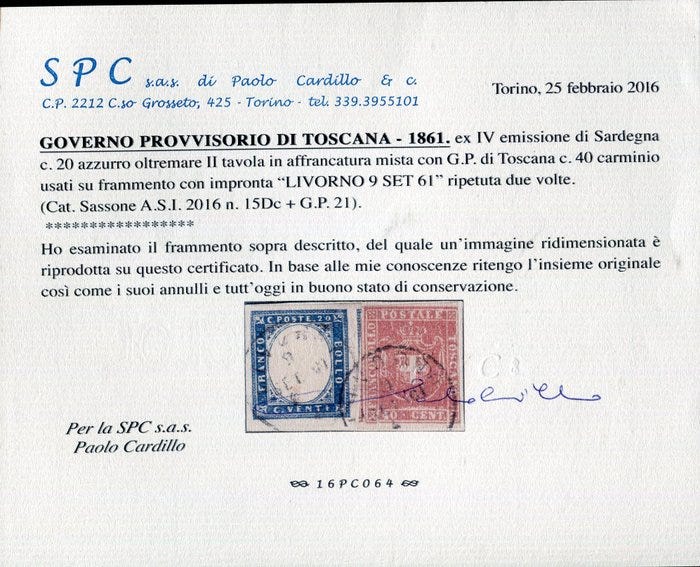 SPC s.a.s. di Paolo Cardillo & c.
C.P. 2212 C.so Grosseto, 425 - Torino - tel. 339.3955101
Torino, 25 febbraio 2016
GOVERNO PROVVISORIO DI TOSCANA - 1861. ex IV emissione di Sardegna
c. 20 azzurro oltremare II tavola in affrancatura mista con G.P. di Toscana c. 40 carminio
usati su frammento con impronta “LIVORNO 9 SET 61” ripetuta due volte.
(Cat. Sassone A.S.I. 2016 n. 15Dc + G.P. 21).
*****************
Ho esaminato il frammento sopra descritto, del quale un’immagine ridimensionata è
riprodotta su questo certificato. In base alle mie conoscenze ritengo l’insieme originale
così come i suoi annulli e tutt’oggi in buono stato di conservazione.
C. POSTE. 20
FRANCO
BOLLO
C. VENTI
POSTALE
BOLLO
TOSC
CENT
Per la SPC s.a.s.
Paolo Cardillo
16PC064